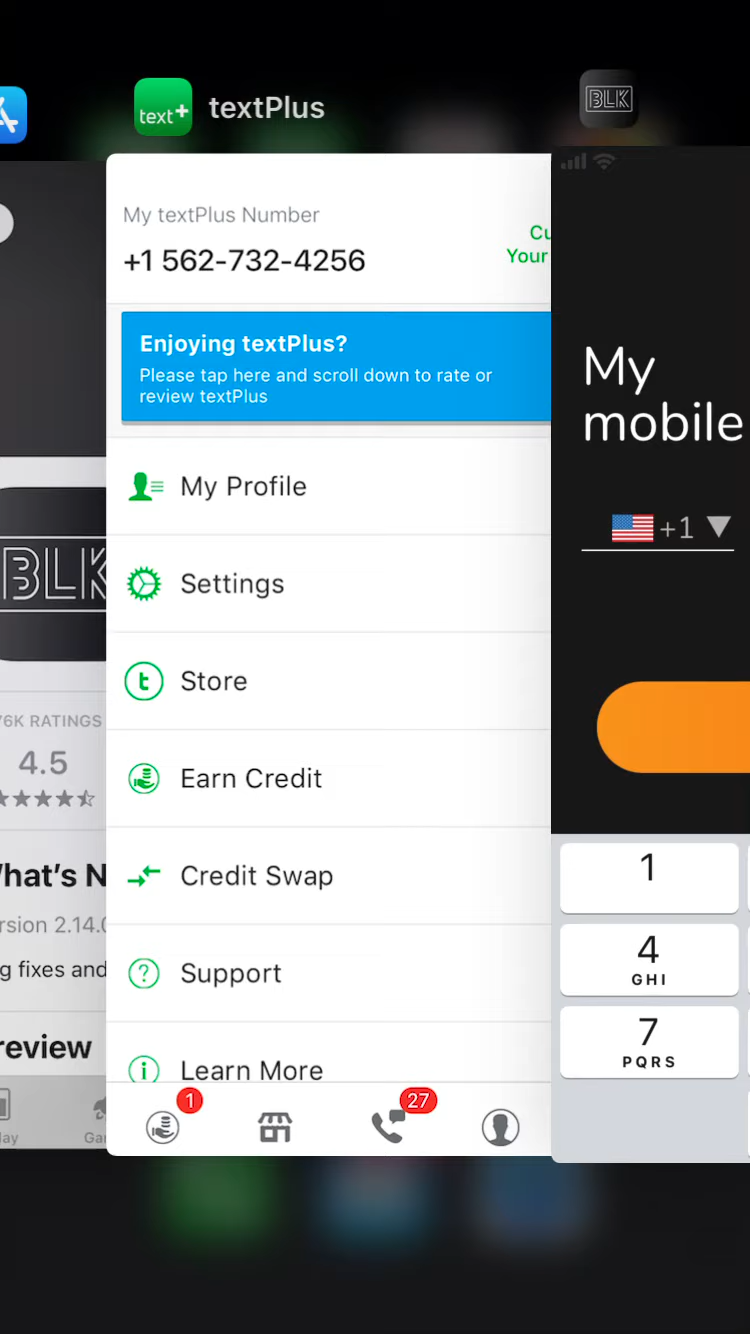 text+
textPlus
BLK
My textPlus Number
+1 562-732-4256
Cu
Your
Enjoying textPlus?
Please tap here and scroll down to rate or
review textPlus
My Profile
Settings
t
Store
Earn Credit
Credit Swap
?
Support
i
Learn More
1
27
BLK
76K RATINGS
4.5
hat's N
rsion 2.14.0
g fixes and
review
lay
Ga
My
mobile
+1
1
4
GHI
7
PQRS